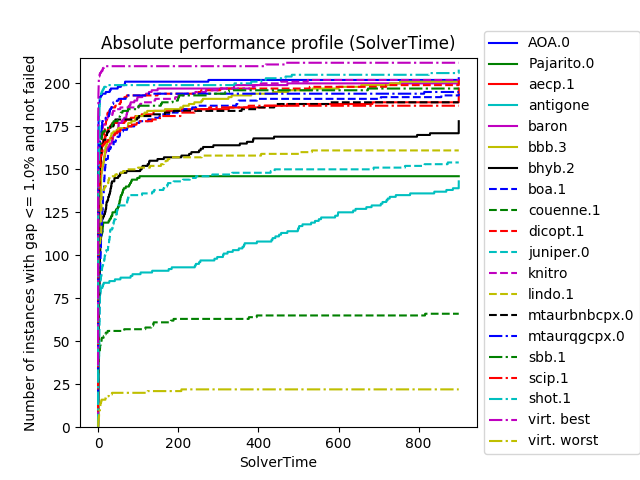 Absolute performance profile (SolverTime)
Number of instances with gap <= 1.0% and not failed
200
175
150
125
100
75
50
25
0
0 200 400 600 800
SolverTime
AOA.0
Pajarito.0
aecp.1
antigone
baron
bbb.3
bhyb.2
boa.1
couenne.1
dicopt.1
juniper.0
knitro
lindo.1
mtaurbnbcpx.0
mtaurqgcpx.0
sbb.1
scip.1
shot.1
virt. best
virt. worst